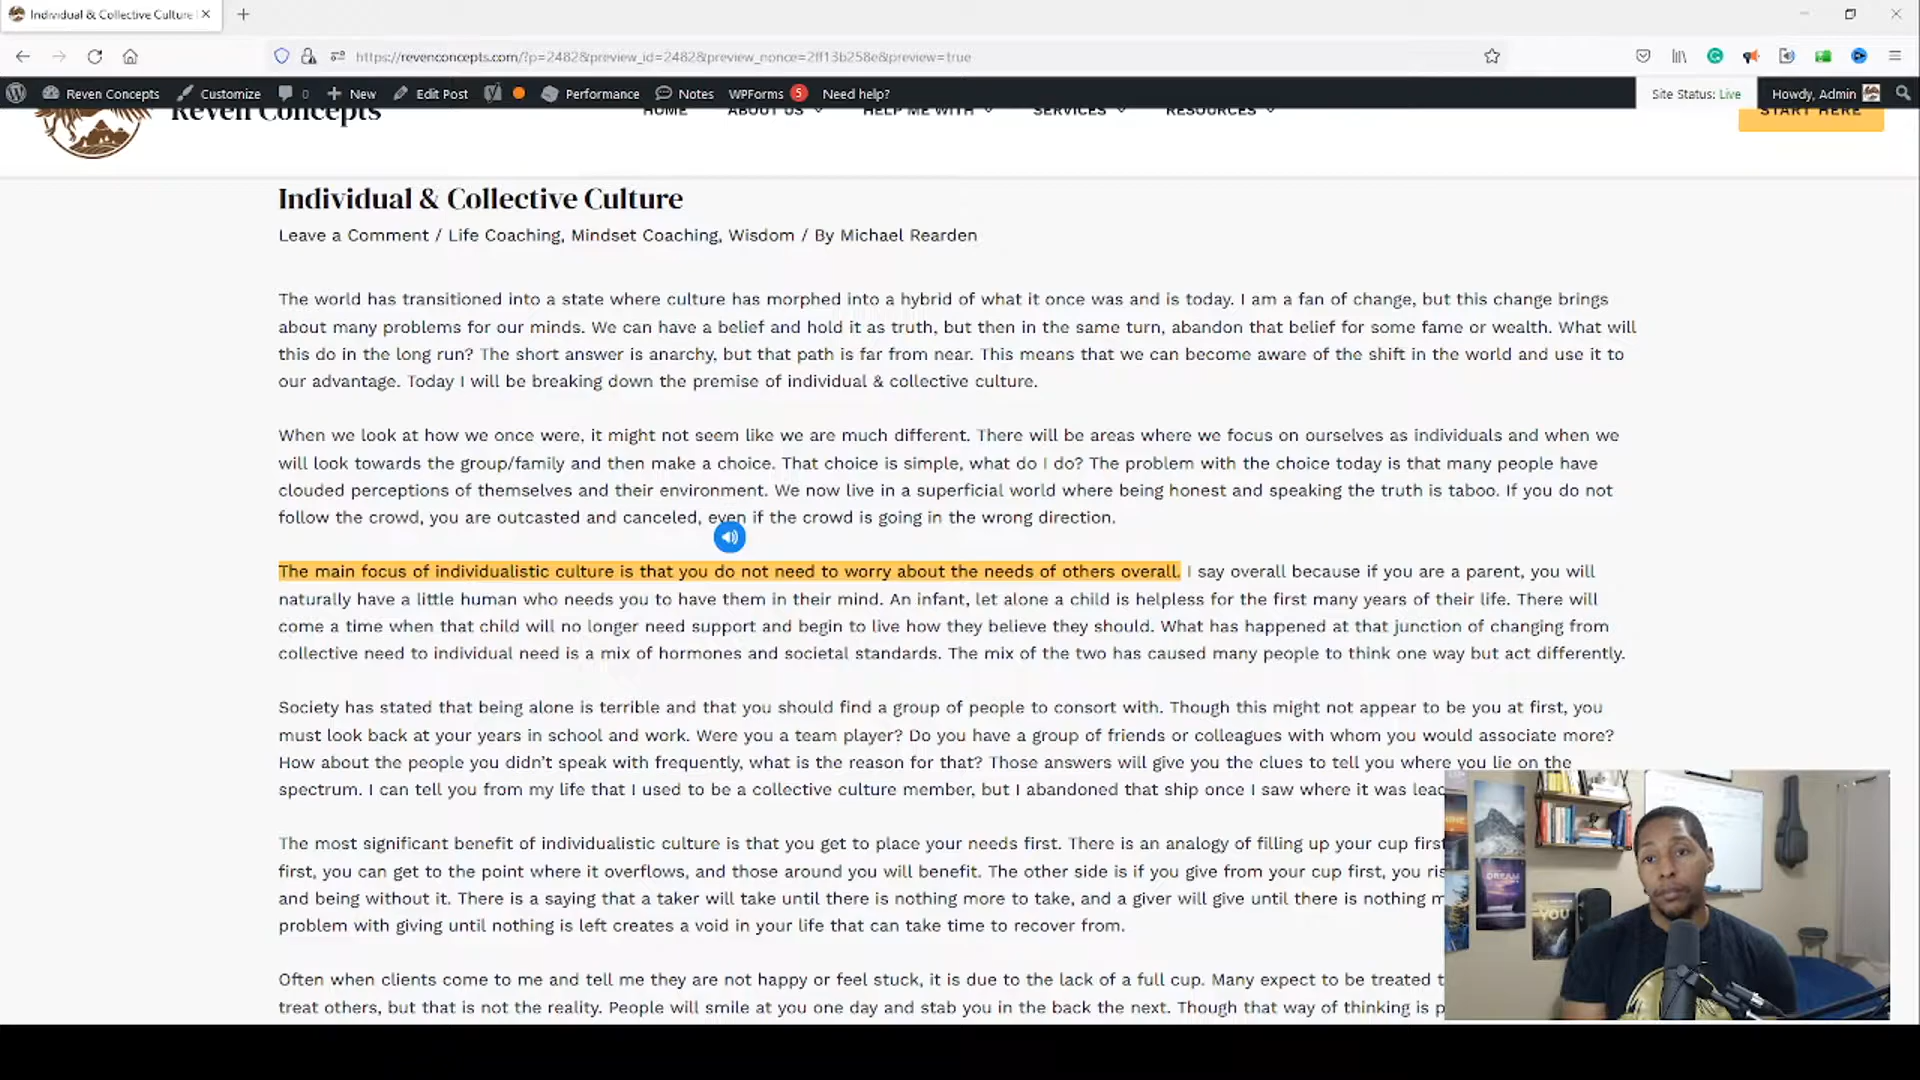 Individual & Collective Culture
https://revenconcepts.com/?p=2482&preview_id=2482&preview_nonce=2ff13b258e&preview=true
Reven Concepts Customize 0 New Edit Post Performance Notes WPForms 5 Need help? Site Status: Live Howdy, Admin
Reven Concepts HOME ABOUT US HELP ME WITH SERVICES RESOURCES START HERE
Individual & Collective Culture
Leave a Comment / Life Coaching, Mindset Coaching, Wisdom / By Michael Rearden
The world has transitioned into a state where culture has morphed into a hybrid of what it once was and is today. I am a fan of change, but this change brings
about many problems for our minds. We can have a belief and hold it as truth, but then in the same turn, abandon that belief for some fame or wealth. What will
this do in the long run? The short answer is anarchy, but that path is far from near. This means that we can become aware of the shift in the world and use it to
our advantage. Today I will be breaking down the premise of individual & collective culture.
When we look at how we once were, it might not seem like we are much different. There will be areas where we focus on ourselves as individuals and when we
will look towards the group/family and then make a choice. That choice is simple, what do I do? The problem with the choice today is that many people have
clouded perceptions of themselves and their environment. We now live in a superficial world where being honest and speaking the truth is taboo. If you do not
follow the crowd, you are outcasted and canceled, even if the crowd is going in the wrong direction.
The main focus of individualistic culture is that you do not need to worry about the needs of others overall. I say overall because if you are a parent, you will
naturally have a little human who needs you to have them in their mind. An infant, let alone a child is helpless for the first many years of their life. There will
come a time when that child will no longer need support and begin to live how they believe they should. What has happened at that junction of changing from
collective need to individual need is a mix of hormones and societal standards. The mix of the two has caused many people to think one way but act differently.
Society has stated that being alone is terrible and that you should find a group of people to consort with. Though this might not appear to be you at first, you
must look back at your years in school and work. Were you a team player? Do you have a group of friends or colleagues with whom you would associate more?
How about the people you didn't speak with frequently, what is the reason for that? Those answers will give you the clues to tell you where you lie on the
spectrum. I can tell you from my life that I used to be a collective culture member, but I abandoned that ship once I saw where it was
The most significant benefit of individualistic culture is that you get to place your needs first. There is an analogy of filling up your cup first
first, you can get to the point where it overflows, and those around you will benefit. The other side is if you give from your cup first, you
and being without it. There is a saying that a taker will take until there is nothing more to take, and a giver will give until there is nothing
problem with giving until nothing is left creates a void in your life that can take time to recover from.
Often when clients come to me and tell me they are not happy or feel stuck, it is due to the lack of a full cup. Many expect to be treated
treat others, but that is not the reality. People will smile at you one day and stab you in the back the next. Though that way of thinking is
DREAM
YOU